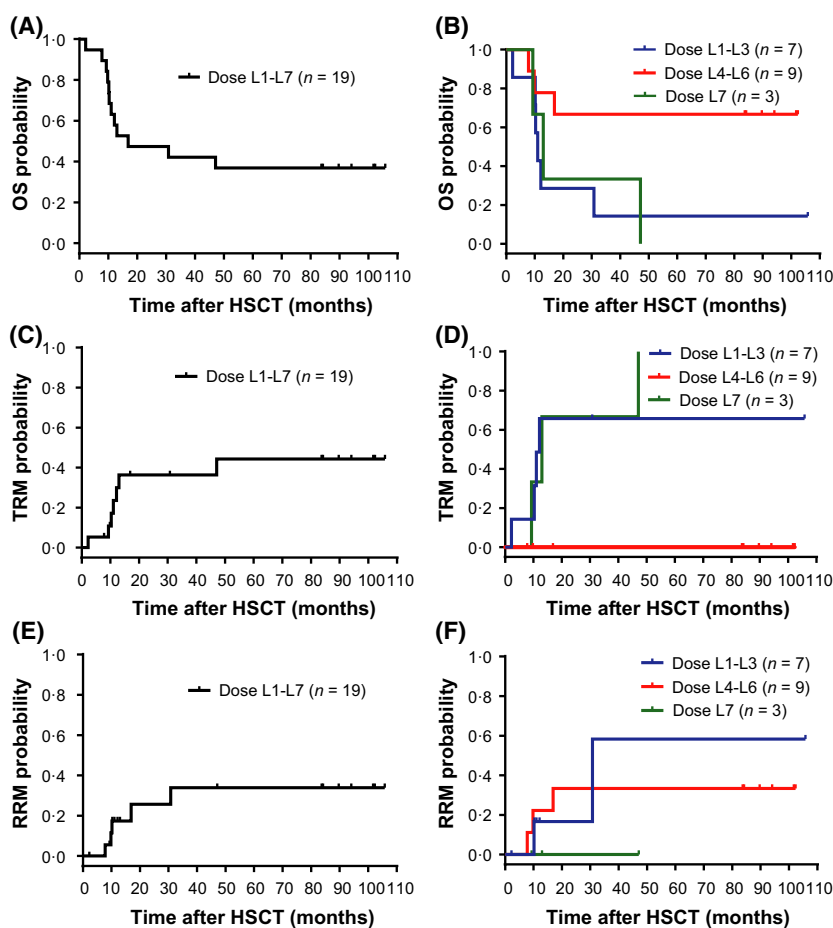 (A)
OS probability
1·0
0·8
0·6
0·4
0·2
0·0
Dose L1-L7 (n = 19)
0 10 20 30 40 50 60 70 80 90 100 110
Time after HSCT (months)
(B)
OS probability
1·0
0·8
0·6
0·4
0·2
0·0
Dose L1-L3 (n = 7)
Dose L4-L6 (n = 9)
Dose L7 (n = 3)
0 10 20 30 40 50 60 70 80 90 100 110
Time after HSCT (months)
(C)
TRM probability
1·0
0·8
0·6
0·4
0·2
0·0
Dose L1-L7 (n = 19)
0 10 20 30 40 50 60 70 80 90 100 110
Time after HSCT (months)
(D)
TRM probability
1·0
0·8
0·6
0·4
0·2
0·0
Dose L1-L3 (n = 7)
Dose L4-L6 (n = 9)
Dose L7 (n = 3)
0 10 20 30 40 50 60 70 80 90 100 110
Time after HSCT (months)
(E)
RRM probability
1·0
0·8
0·6
0·4
0·2
0·0
Dose L1-L7 (n = 19)
0 10 20 30 40 50 60 70 80 90 100 110
Time after HSCT (months)
(F)
RRM probability
1·0
0·8
0·6
0·4
0·2
0·0
Dose L1-L3 (n = 7)
Dose L4-L6 (n = 9)
Dose L7 (n = 3)
0 10 20 30 40 50 60 70 80 90 100 110
Time after HSCT (months)